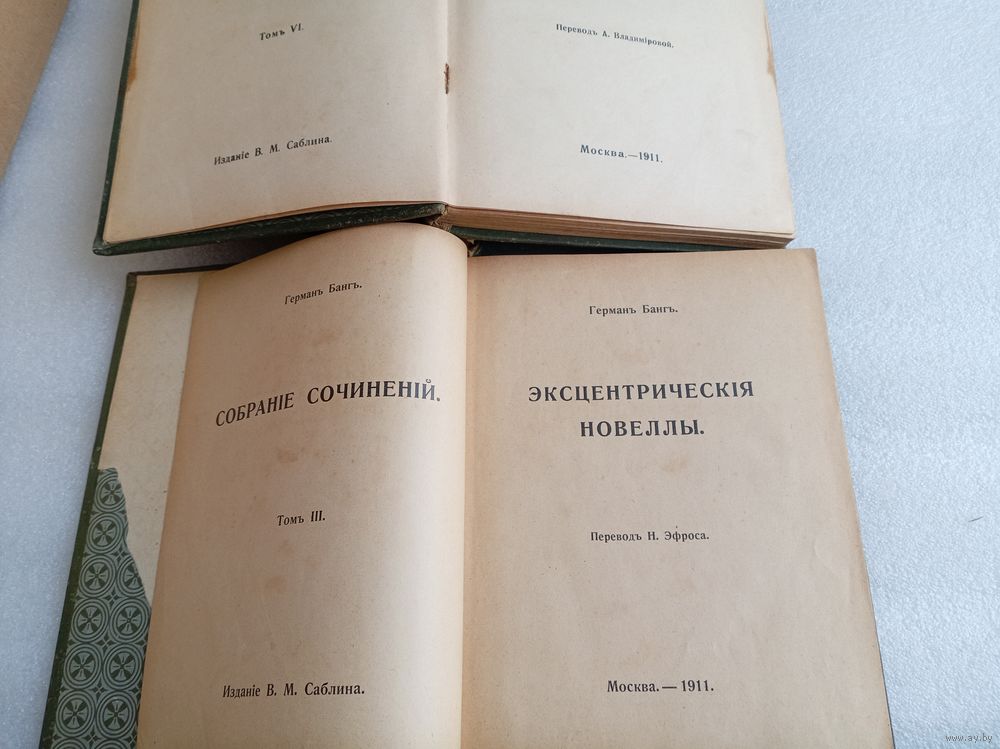 Томъ VI.
Изданіе В. М. Саблина.
Переводъ А. Владиміровой.
Москва.—1911.
Германъ Бангъ.
СОБРАНІЕ СОЧИНЕНІЙ.
Томъ III.
Изданіе В. М. Саблина.
Германъ Бангъ.
ЭКСЦЕНТРИЧЕСКІЯ
НОВЕЛЛЫ.
Переводъ Н. Эфроса.
Москва.—1911.
www.ay.by